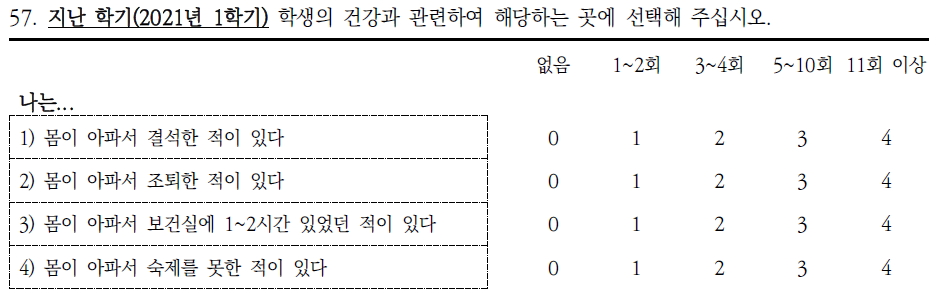 57. 지난 학기(2021년 1학기) 학생의 건강과 관련하여 해당하는 곳에 선택해 주십시오.
없음 1~2회 3~4회 5~10회 11회 이상
나는...
1) 몸이 아파서 결석한 적이 있다 0 1 2 3 4
2) 몸이 아파서 조퇴한 적이 있다 0 1 2 3 4
3) 몸이 아파서 보건실에 1~2시간 있었던 적이 있다 0 1 2 3 4
4) 몸이 아파서 숙제를 못한 적이 있다 0 1 2 3 4